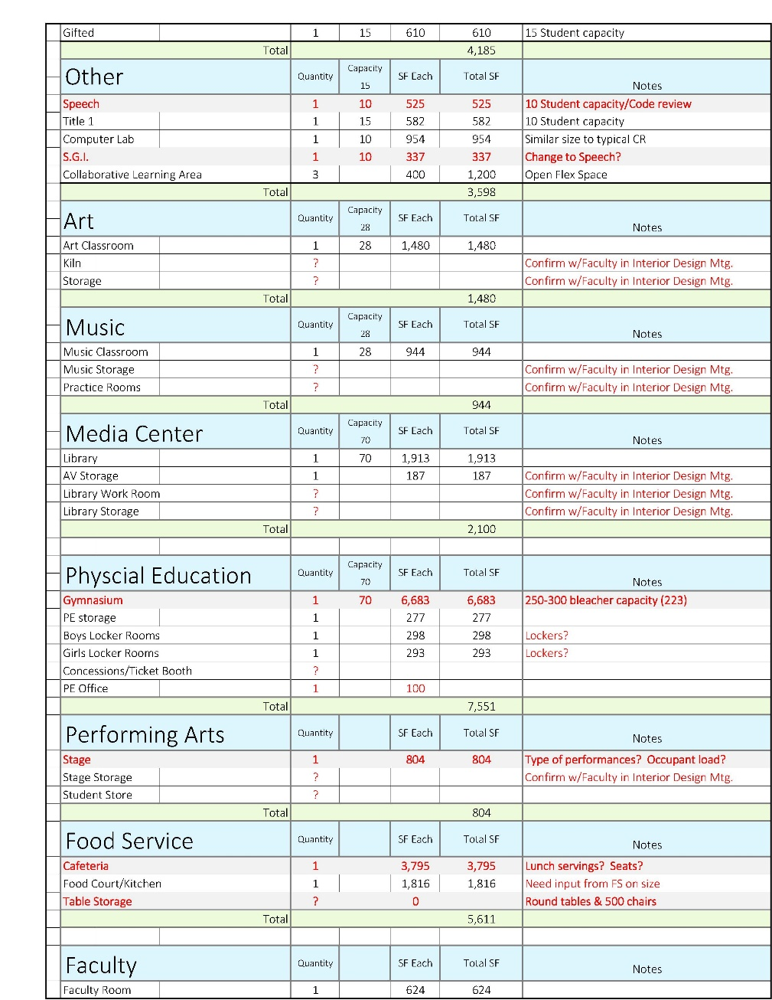 Gifted 1 15 610 610 15 Student capacity
Total 4,185
Other Quantity Capacity 15 SF Each Total SF Notes
Speech 1 10 525 525 10 Student capacity/Code review
Title 1 1 15 582 582 10 Student capacity
Computer Lab 1 10 954 954 Similar size to typical CR
S.G.I. 1 10 337 337 Change to Speech?
Collaborative Learning Area 3 400 1,200 Open Flex Space
Total 3,598
Art Quantity Capacity 28 SF Each Total SF Notes
Art Classroom 1 28 1,480 1,480
Kiln ? Confirm w/Faculty in Interior Design Mtg.
Storage ? Confirm w/Faculty in Interior Design Mtg.
Total 1,480
Music Quantity Capacity 28 SF Each Total SF Notes
Music Classroom 1 28 944 944
Music Storage ? Confirm w/Faculty in Interior Design Mtg.
Practice Rooms ? Confirm w/Faculty in Interior Design Mtg.
Total 944
Media Center Quantity Capacity 70 SF Each Total SF Notes
Library 1 70 1,913 1,913
AV Storage 1 187 187 Confirm w/Faculty in Interior Design Mtg.
Library Work Room ? Confirm w/Faculty in Interior Design Mtg.
Library Storage ? Confirm w/Faculty in Interior Design Mtg.
Total 2,100
Physcial Education Quantity Capacity 70 SF Each Total SF Notes
Gymnasium 1 70 6,683 6,683 250-300 bleacher capacity (223)
PE storage 1 277 277
Boys Locker Rooms 1 298 298 Lockers?
Girls Locker Rooms 1 293 293 Lockers?
Concessions/Ticket Booth ?
PE Office 1 100
Total 7,551
Performing Arts Quantity SF Each Total SF Notes
Stage 1 804 804 Type of performances? Occupant load?
Stage Storage ? Confirm w/Faculty in Interior Design Mtg.
Student Store ?
Total 804
Food Service Quantity SF Each Total SF Notes
Cafeteria 1 3,795 3,795 Lunch servings? Seats?
Food Court/Kitchen 1 1,816 1,816 Need input from FS on size
Table Storage ? 0 Round tables & 500 chairs
Total 5,611
Faculty Quantity SF Each Total SF Notes
Faculty Room 1 624 624